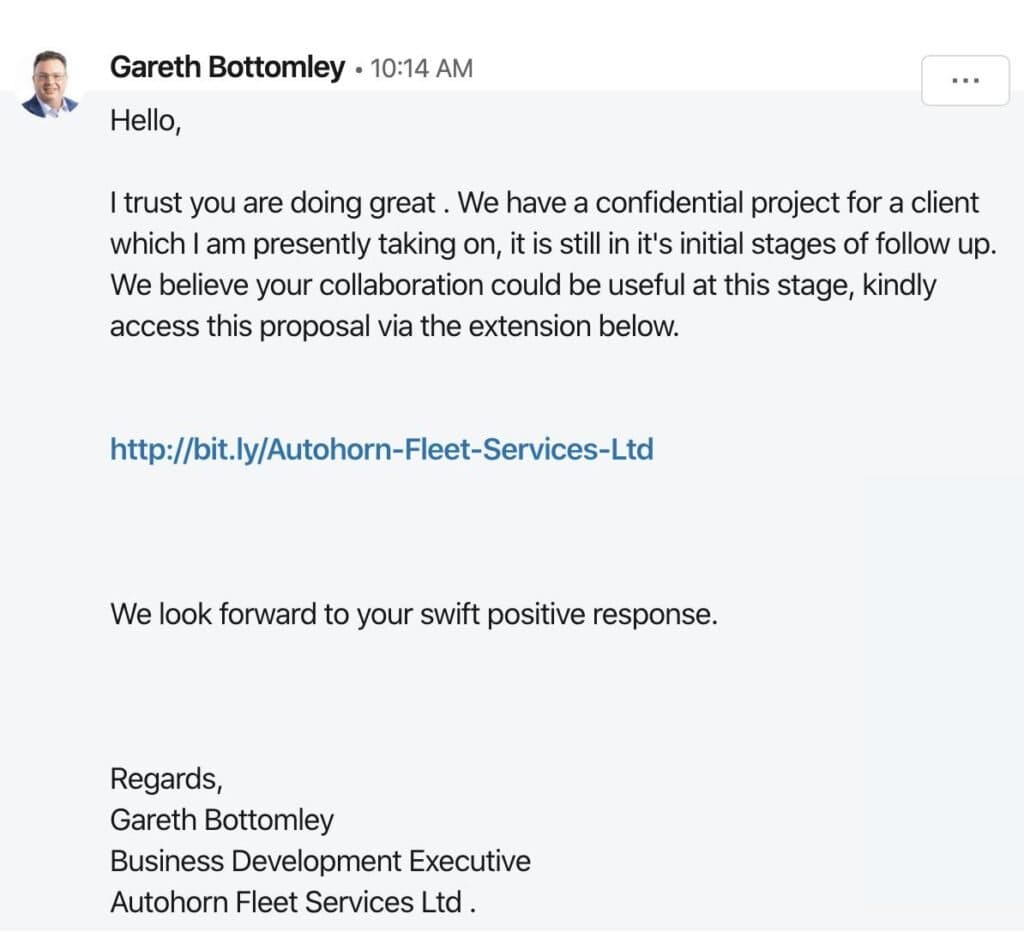 Gareth Bottomley • 10:14 AM
...
Hello,
I trust you are doing great . We have a confidential project for a client
which I am presently taking on, it is still in it's initial stages of follow up.
We believe your collaboration could be useful at this stage, kindly
access this proposal via the extension below.
http://bit.ly/Autohorn-Fleet-Services-Ltd
We look forward to your swift positive response.
Regards,
Gareth Bottomley
Business Development Executive
Autohorn Fleet Services Ltd .